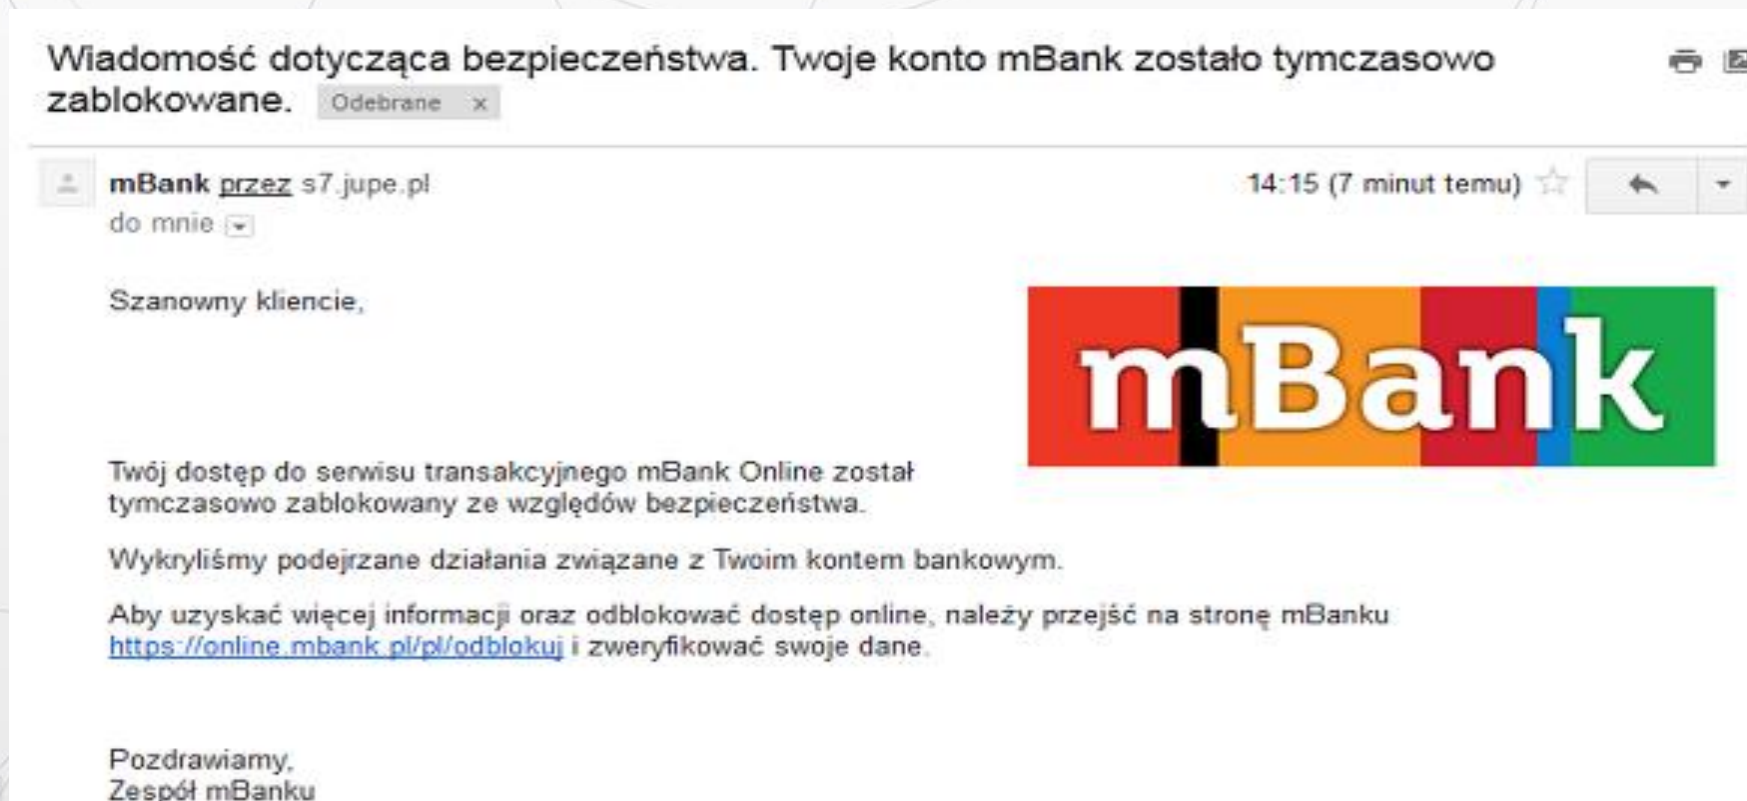 Wiadomość dotycząca bezpieczeństwa. Twoje konto mBank zostało tymczasowo
zablokowane. Odebrane x
mBank przez s7.jupe.pl
14:15 (7 minut temu)
do mnie
Szanowny kliencie,
mBank
Twój dostęp do serwisu transakcyjnego mBank Online został
tymczasowo zablokowany ze względów bezpieczeństwa.
Wykryliśmy podejrzane działania związane z Twoim kontem bankowym.
Aby uzyskać więcej informacji oraz odblokować dostęp online, należy przejść na stronę mBanku
https://online.mbank.pl/pl/odblokuj i zweryfikować swoje dane.
Pozdrawiamy,
Zespół mBanku